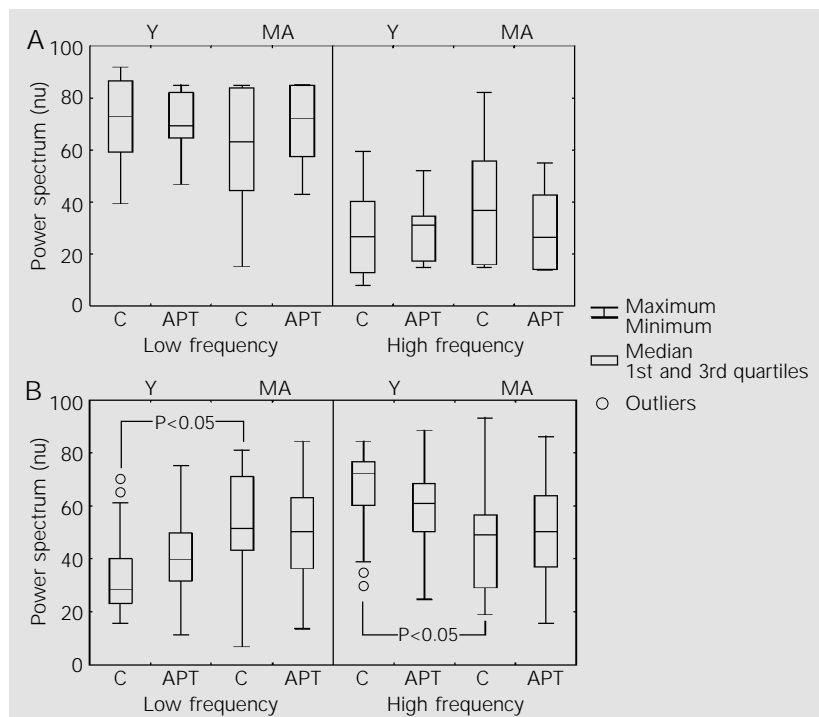 A
Y MA Y MA
Power spectrum (nu)
100
80
60
40
20
0
C APT C APT C APT C APT
Low frequency High frequency
Maximum
Minimum
Median
1st and 3rd quartiles
Outliers
B
Y MA Y MA
Power spectrum (nu)
100
80
60
40
20
0
P<0.05
P<0.05
C APT C APT C APT C APT
Low frequency High frequency